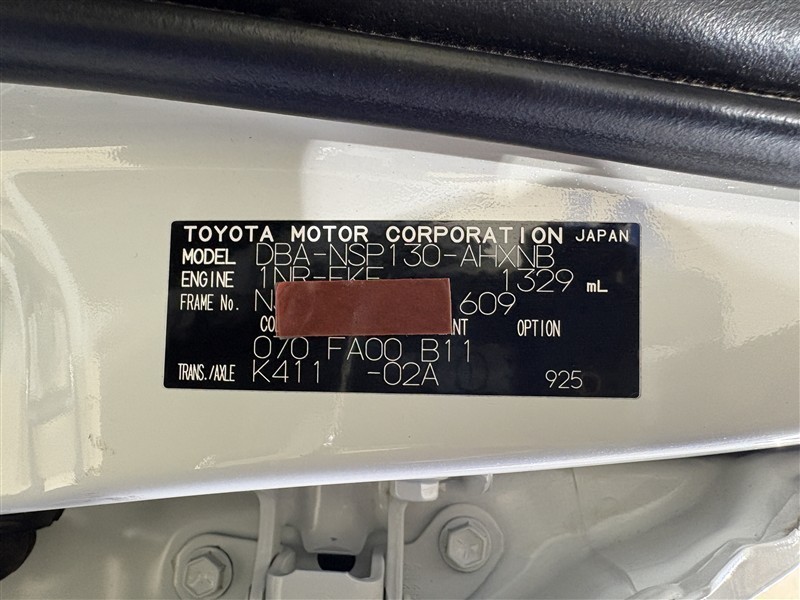 TOYOTA MOTOR CORPORATION JAPAN
MODEL DBA-NSP130-AHXNB
ENGINE 1NR-FKE 1329 mL
FRAME No. 609
OPTION
070 FA00 B11
TRANS./AXLE K411 -02A 925